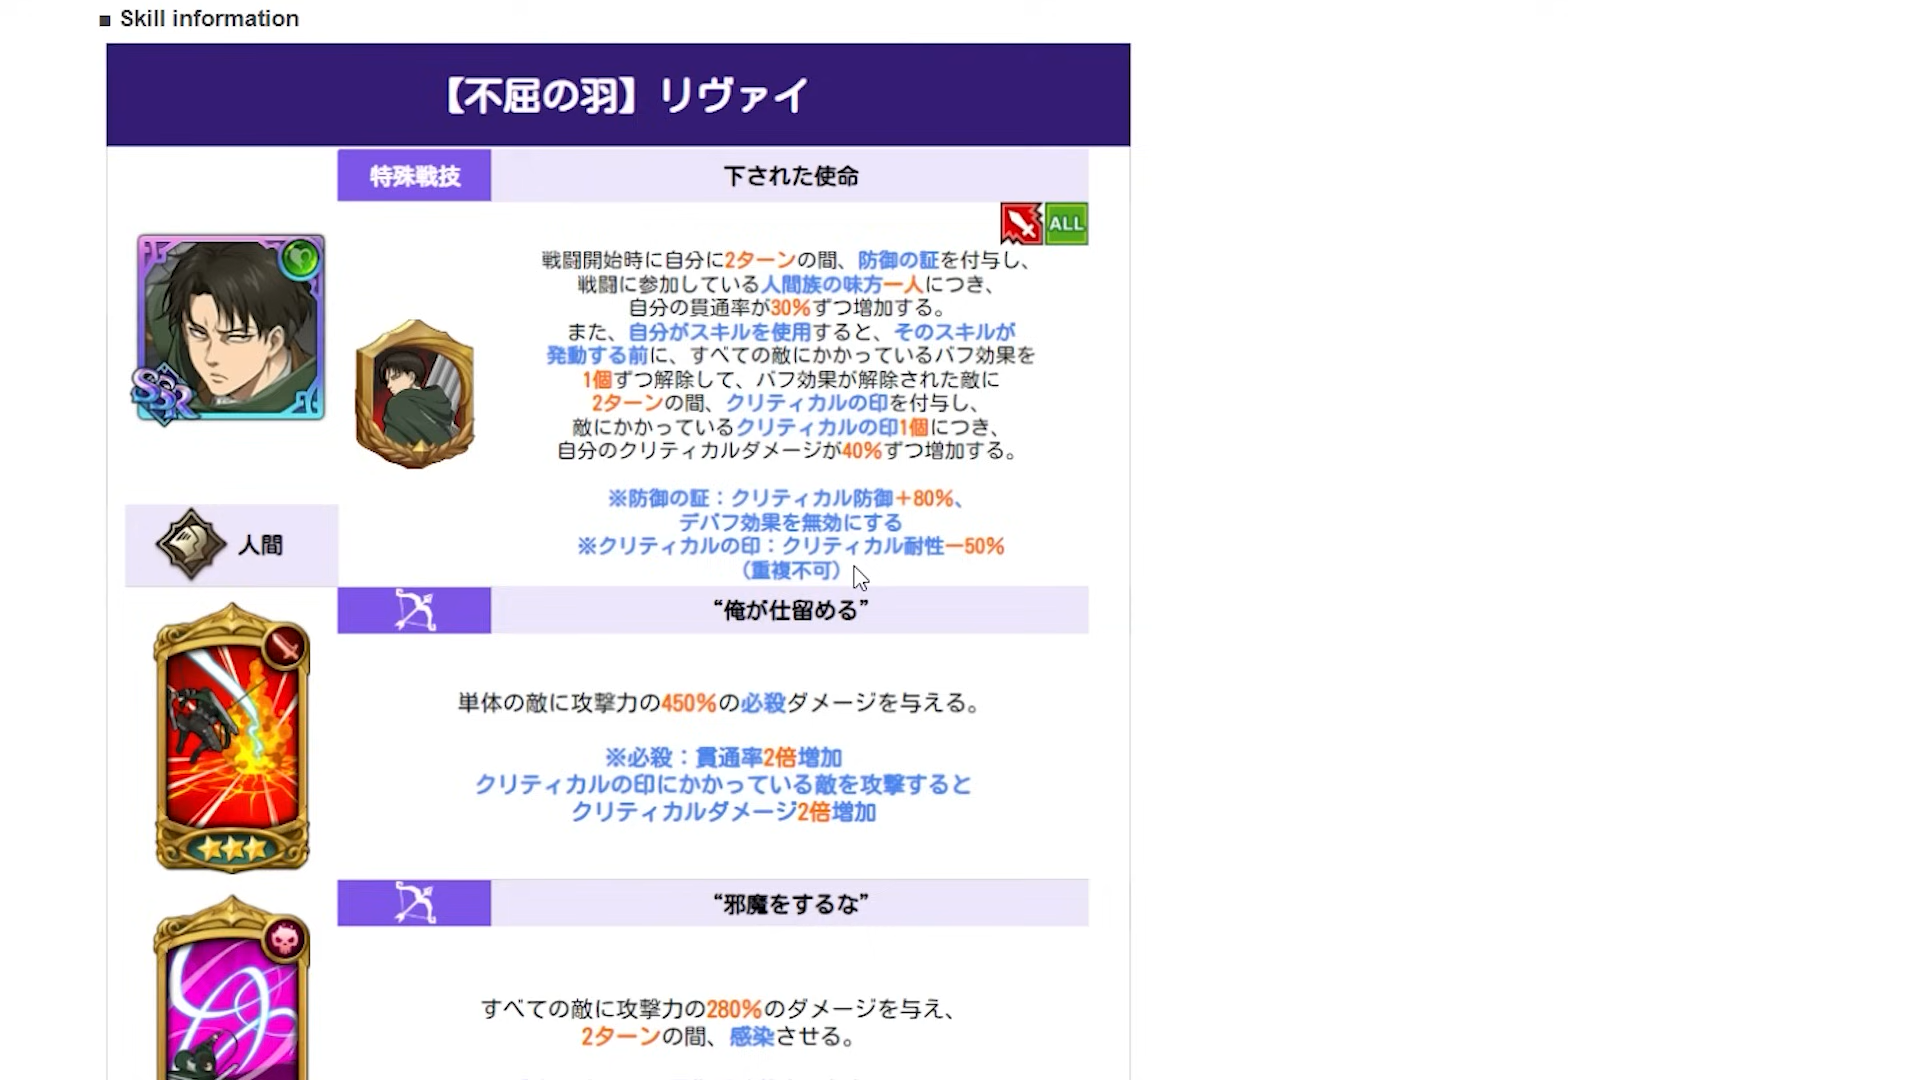 ■ Skill information
【不屈の羽】リヴァイ
特殊戦技
下された使命
ALL
戦闘開始時に自分に2ターンの間、防御の証を付与し、
戦闘に参加している人間族の味方一人につき、
自分の貫通率が30%ずつ増加する。
また、自分がスキルを使用すると、そのスキルが
発動する前に、すべての敵にかかっているバフ効果を
1個ずつ解除して、バフ効果が解除された敵に
2ターンの間、クリティカルの印を付与し、
敵にかかっているクリティカルの印1個につき、
自分のクリティカルダメージが40%ずつ増加する。
SSR
※防御の証：クリティカル防御＋80%、
デバフ効果を無効にする
※クリティカルの印：クリティカル耐性－50%
（重複不可）
人間
“俺が仕留める”
単体の敵に攻撃力の450%の必殺ダメージを与える。
※必殺：貫通率2倍増加
クリティカルの印にかかっている敵を攻撃すると
クリティカルダメージ2倍増加
“邪魔をするな”
すべての敵に攻撃力の280%のダメージを与え、
2ターンの間、感染させる。